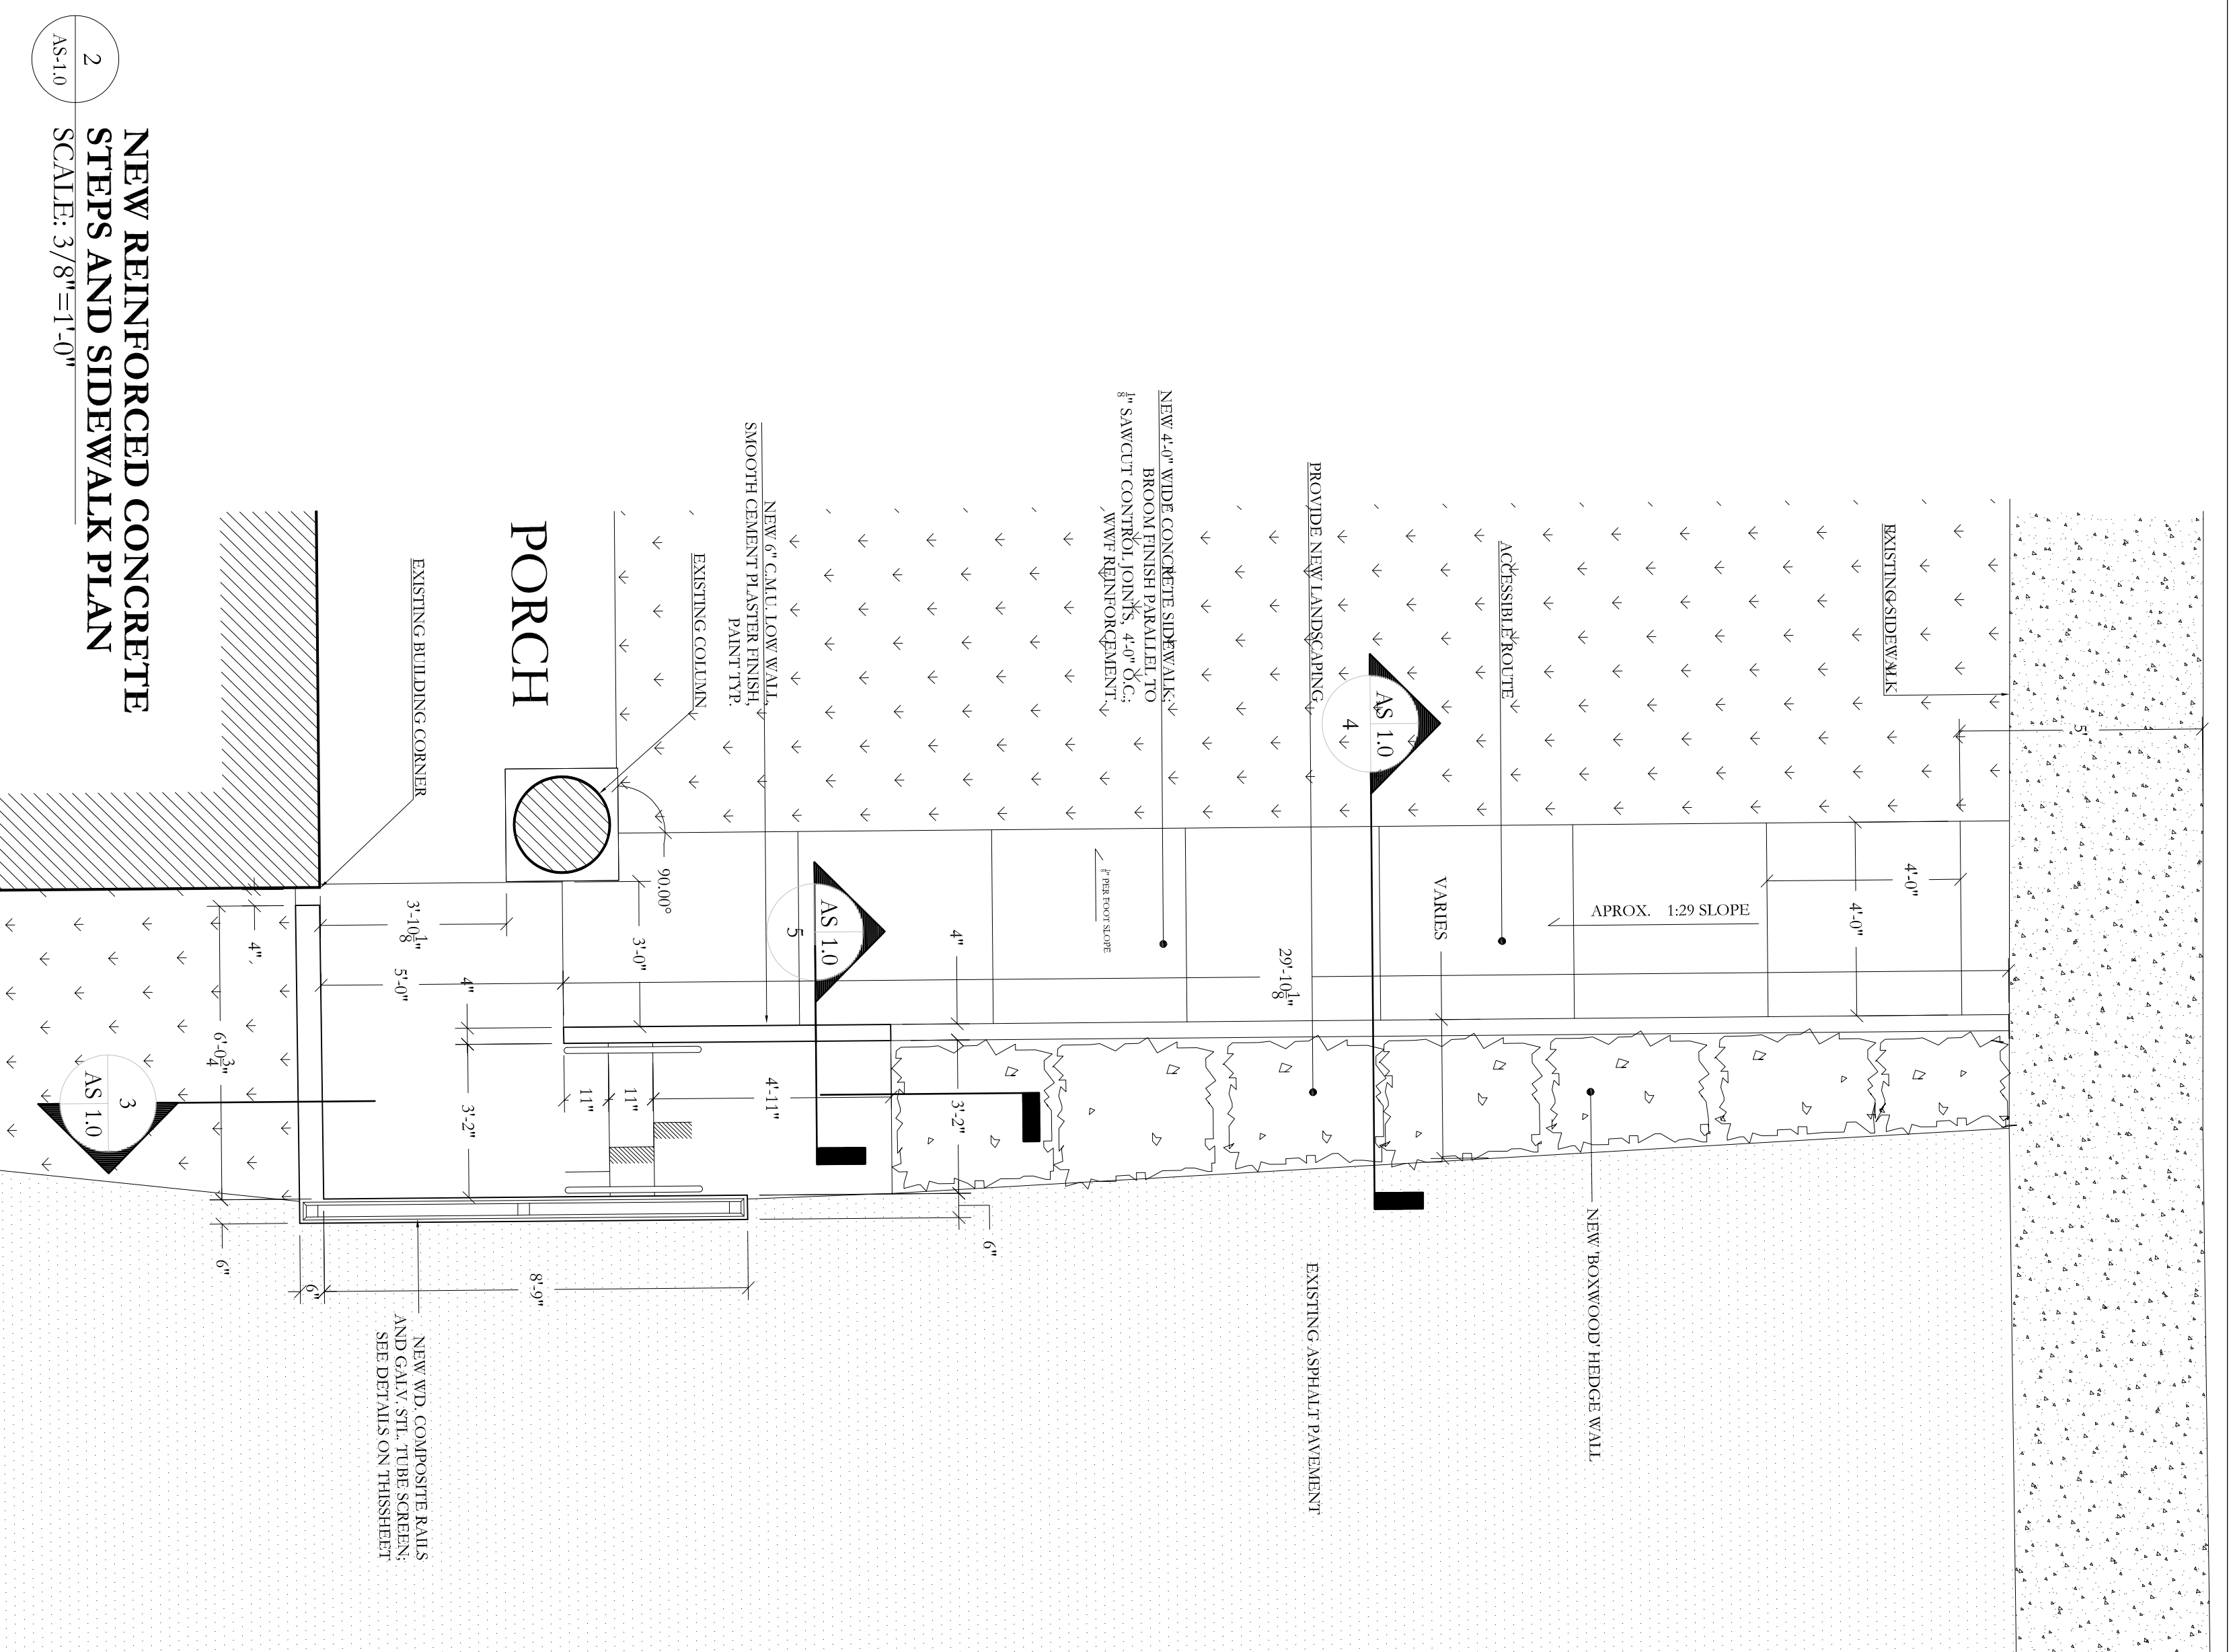 2
AS-1.0
NEW REINFORCED CONCRETE
STEPS AND SIDEWALK PLAN
SCALE: 3/8"=1'-0"
EXISTING SIDEWALK
5'
ACCESSIBLE ROUTE
PROVIDE NEW LANDSCAPING
NEW 4'-0" WIDE CONCRETE SIDEWALK;
BROOM FINISH PARALLEL TO
1/8" SAWCUT CONTROL JOINTS, 4'-0" O.C.;
WWF REINFORCEMENT.
NEW 6" C.M.U. LOW WALL,
SMOOTH CEMENT PLASTER FINISH,
PAINT TYP.
EXISTING COLUMN
PORCH
EXISTING BUILDING CORNER
AS 1.0
4
4'-0"
4'-0"
APROX. 1:29 SLOPE
VARIES
1/8" PER FOOT SLOPE
29'-10 1/8"
AS 1.0
5
90.00°
3'-0"
4"
3'-10 1/8"
5'-0"
4"
4"
6'-0 3/4"
3
AS 1.0
3'-2"
11"
11"
4'-11"
3'-2"
6"
6"
6"
8'-9"
NEW 'BOXWOOD' HEDGE WALL
EXISTING ASPHALT PAVEMENT
NEW WD. COMPOSITE RAILS
AND GALV. STL. TUBE SCREEN;
SEE DETAILS ON THISSHEET